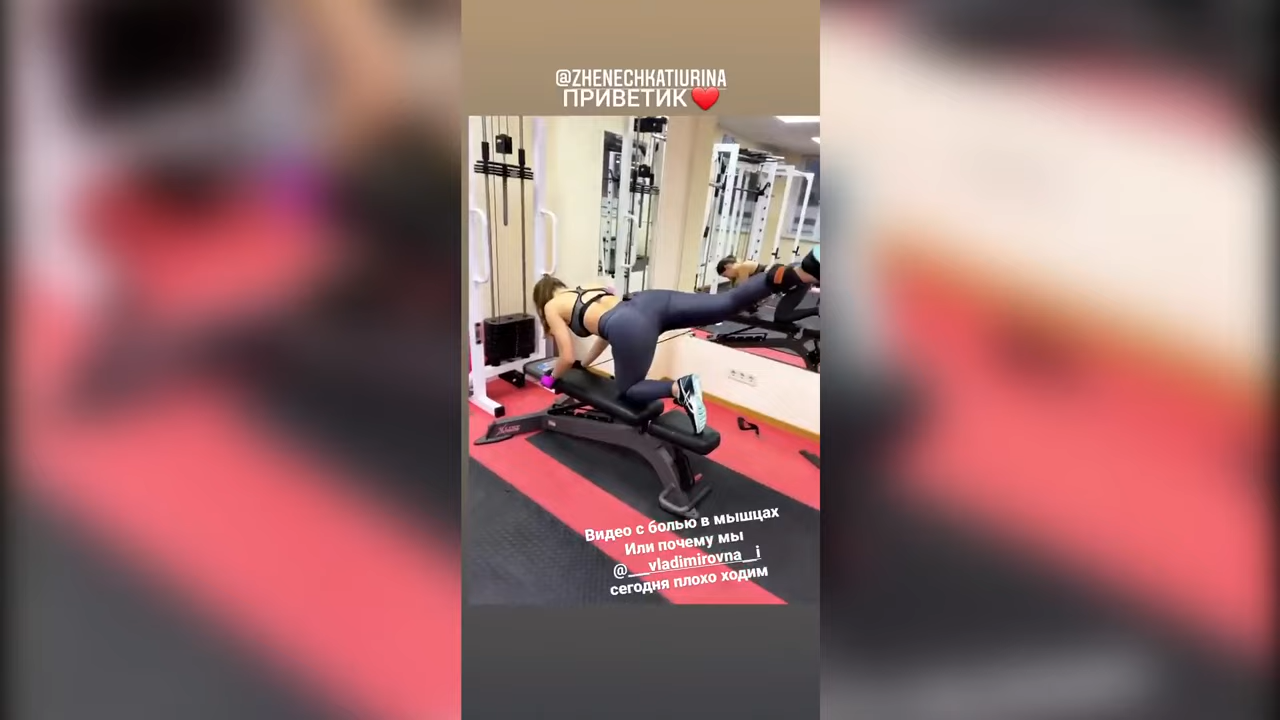 @ZHENECHKATIURINA
ПРИВЕТИК❤️
Видео с болью в мышцах
Или почему мы
@___vladimirovna__i
сегодня плохо ходим